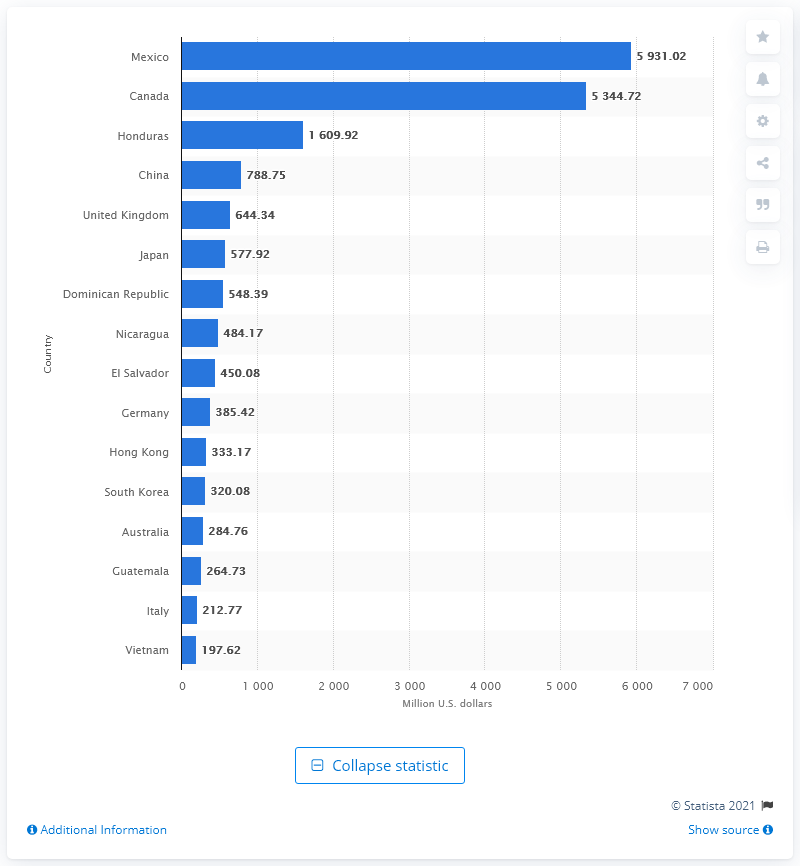 Mexico 5 931.02
Canada 5 344.72
Honduras 1 609.92
China 788.75
United Kingdom 644.34
Japan 577.92
Dominican Republic 548.39
Nicaragua 484.17
El Salvador 450.08
Germany 385.42
Hong Kong 333.17
South Korea 320.08
Australia 284.76
Guatemala 264.73
Italy 212.77
Vietnam 197.62
Country
0 1 000 2 000 3 000 4 000 5 000 6 000 7 000
Million U.S. dollars
Collapse statistic
© Statista 2021
Additional Information
Show source